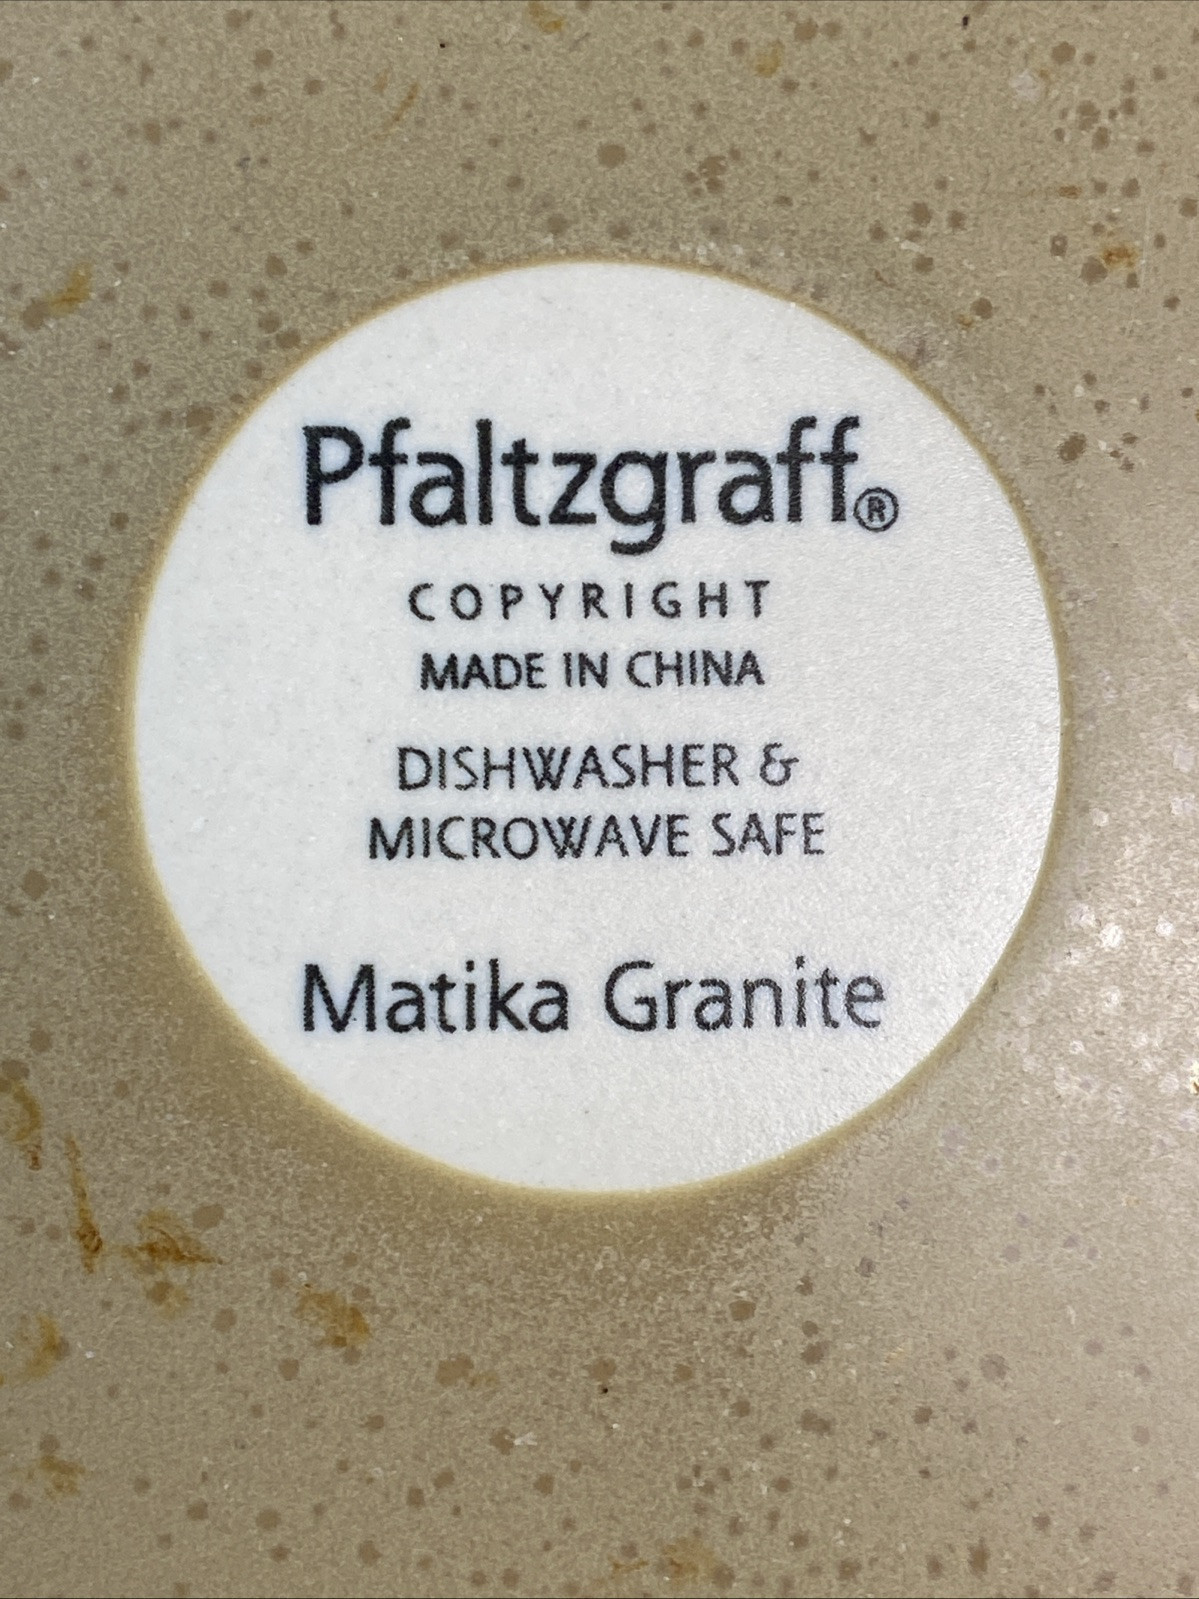 Pfaltzgraff®
COPYRIGHT
MADE IN CHINA
DISHWASHER &
MICROWAVE SAFE
Matika Granite